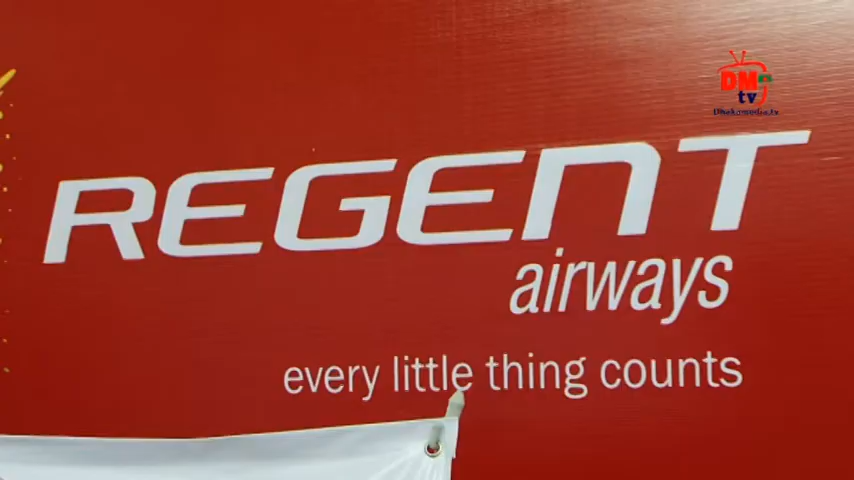 DM
tv
Dhakamedia.tv
REGENT
airways
every little thing counts